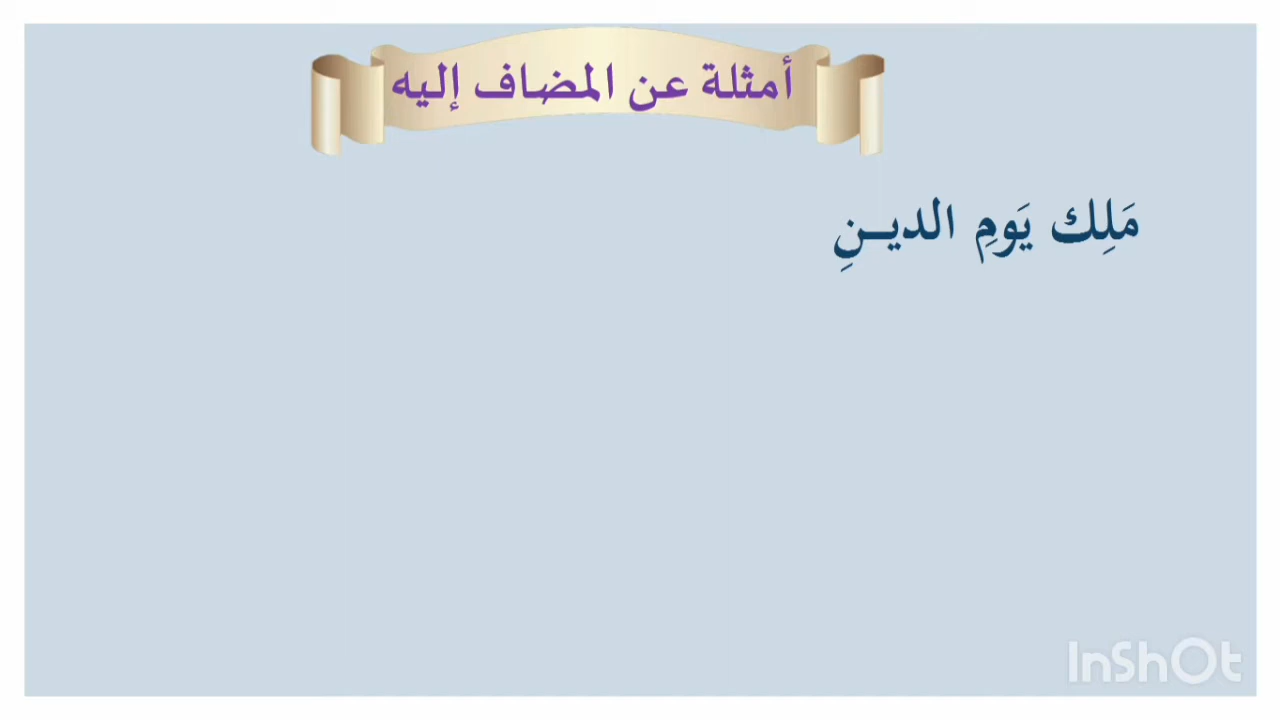 أمثلة عن المضاف إليه
مَلِك يَومِ الديـنِ
InShOt